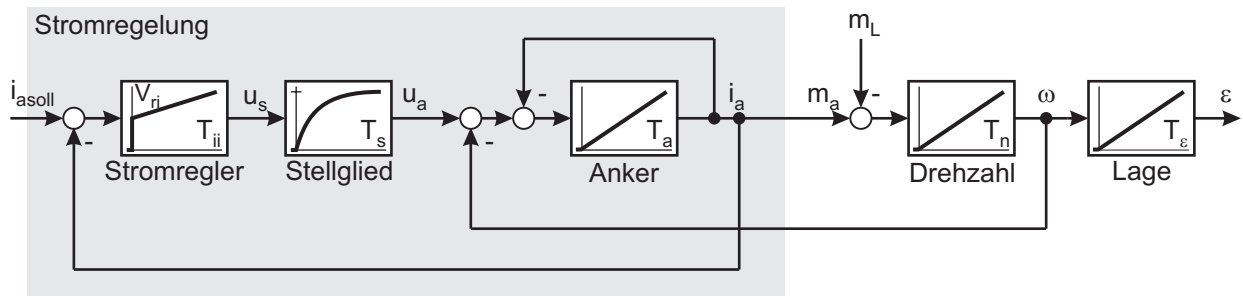 Stromregelung
m_L
i_asoll
V_ri
u_s
u_a
i_a
m_a
ω
ε
T_ii
T_s
T_a
T_n
T_ε
Stromregler
Stellglied
Anker
Drehzahl
Lage